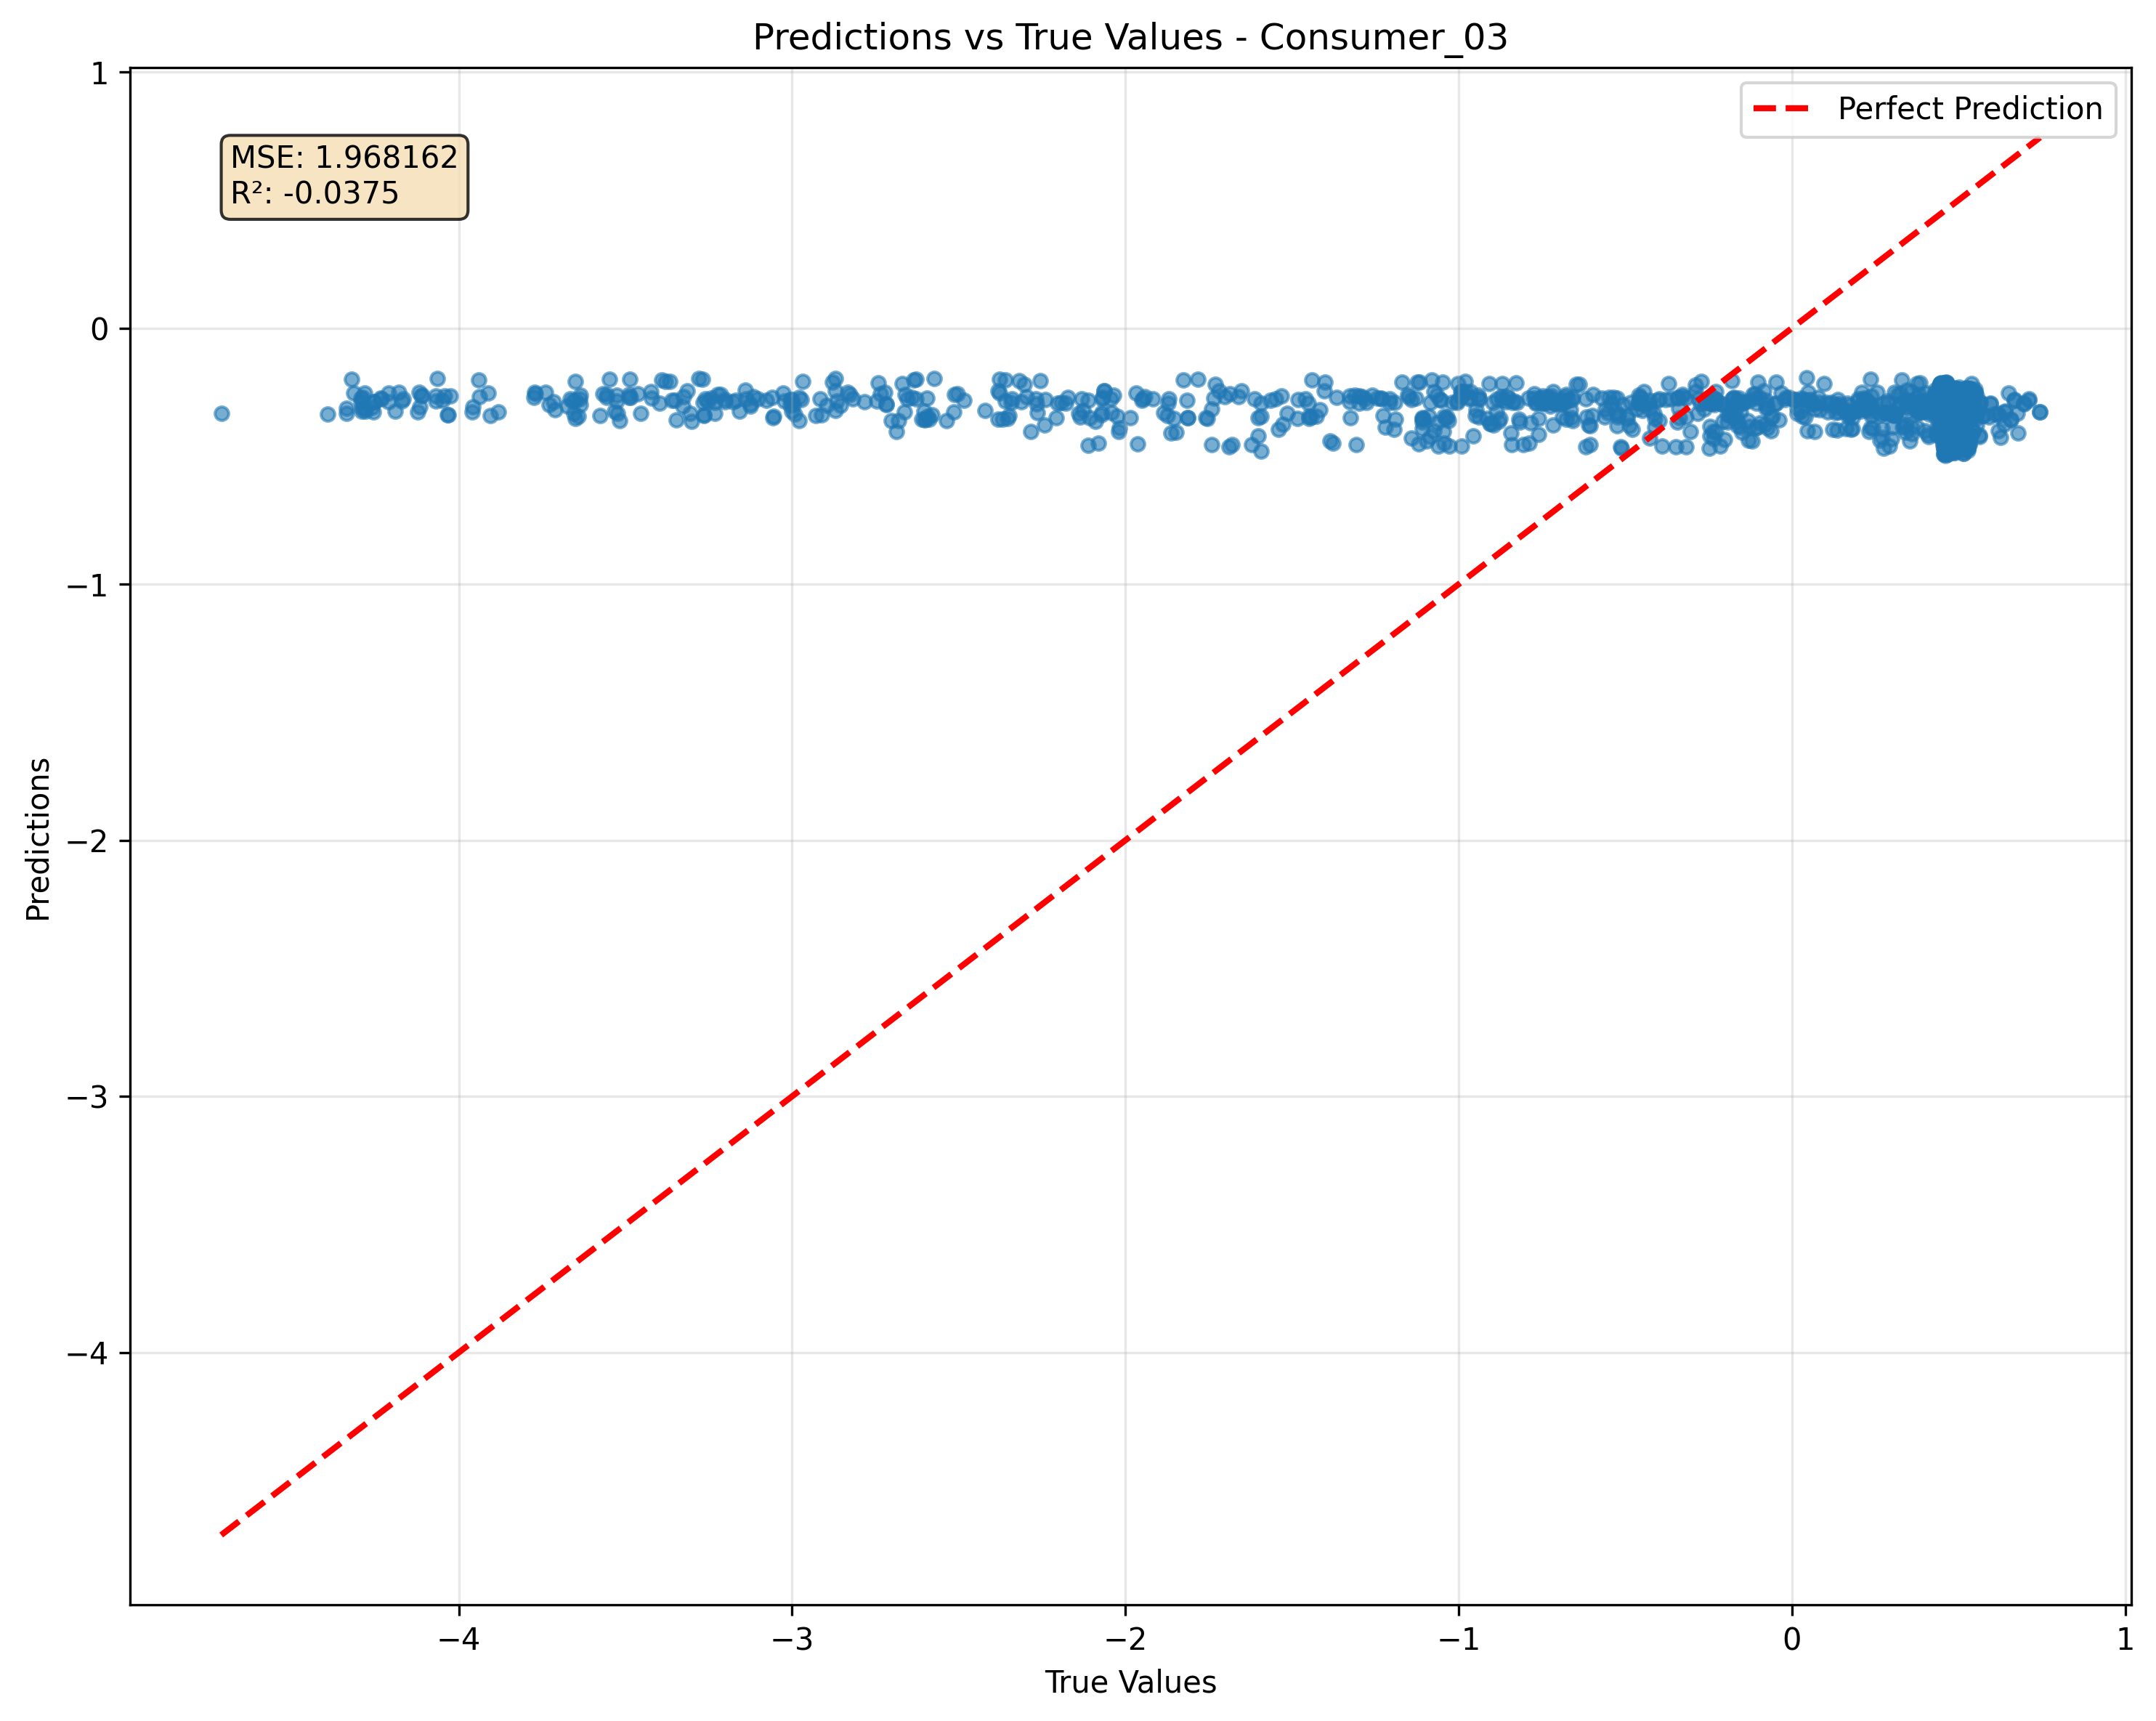 Predictions vs True Values - Consumer_03
Perfect Prediction
MSE: 1.968162
R²: -0.0375
Predictions
1
0
−1
−2
−3
−4
−4
−3
−2
−1
0
1
True Values